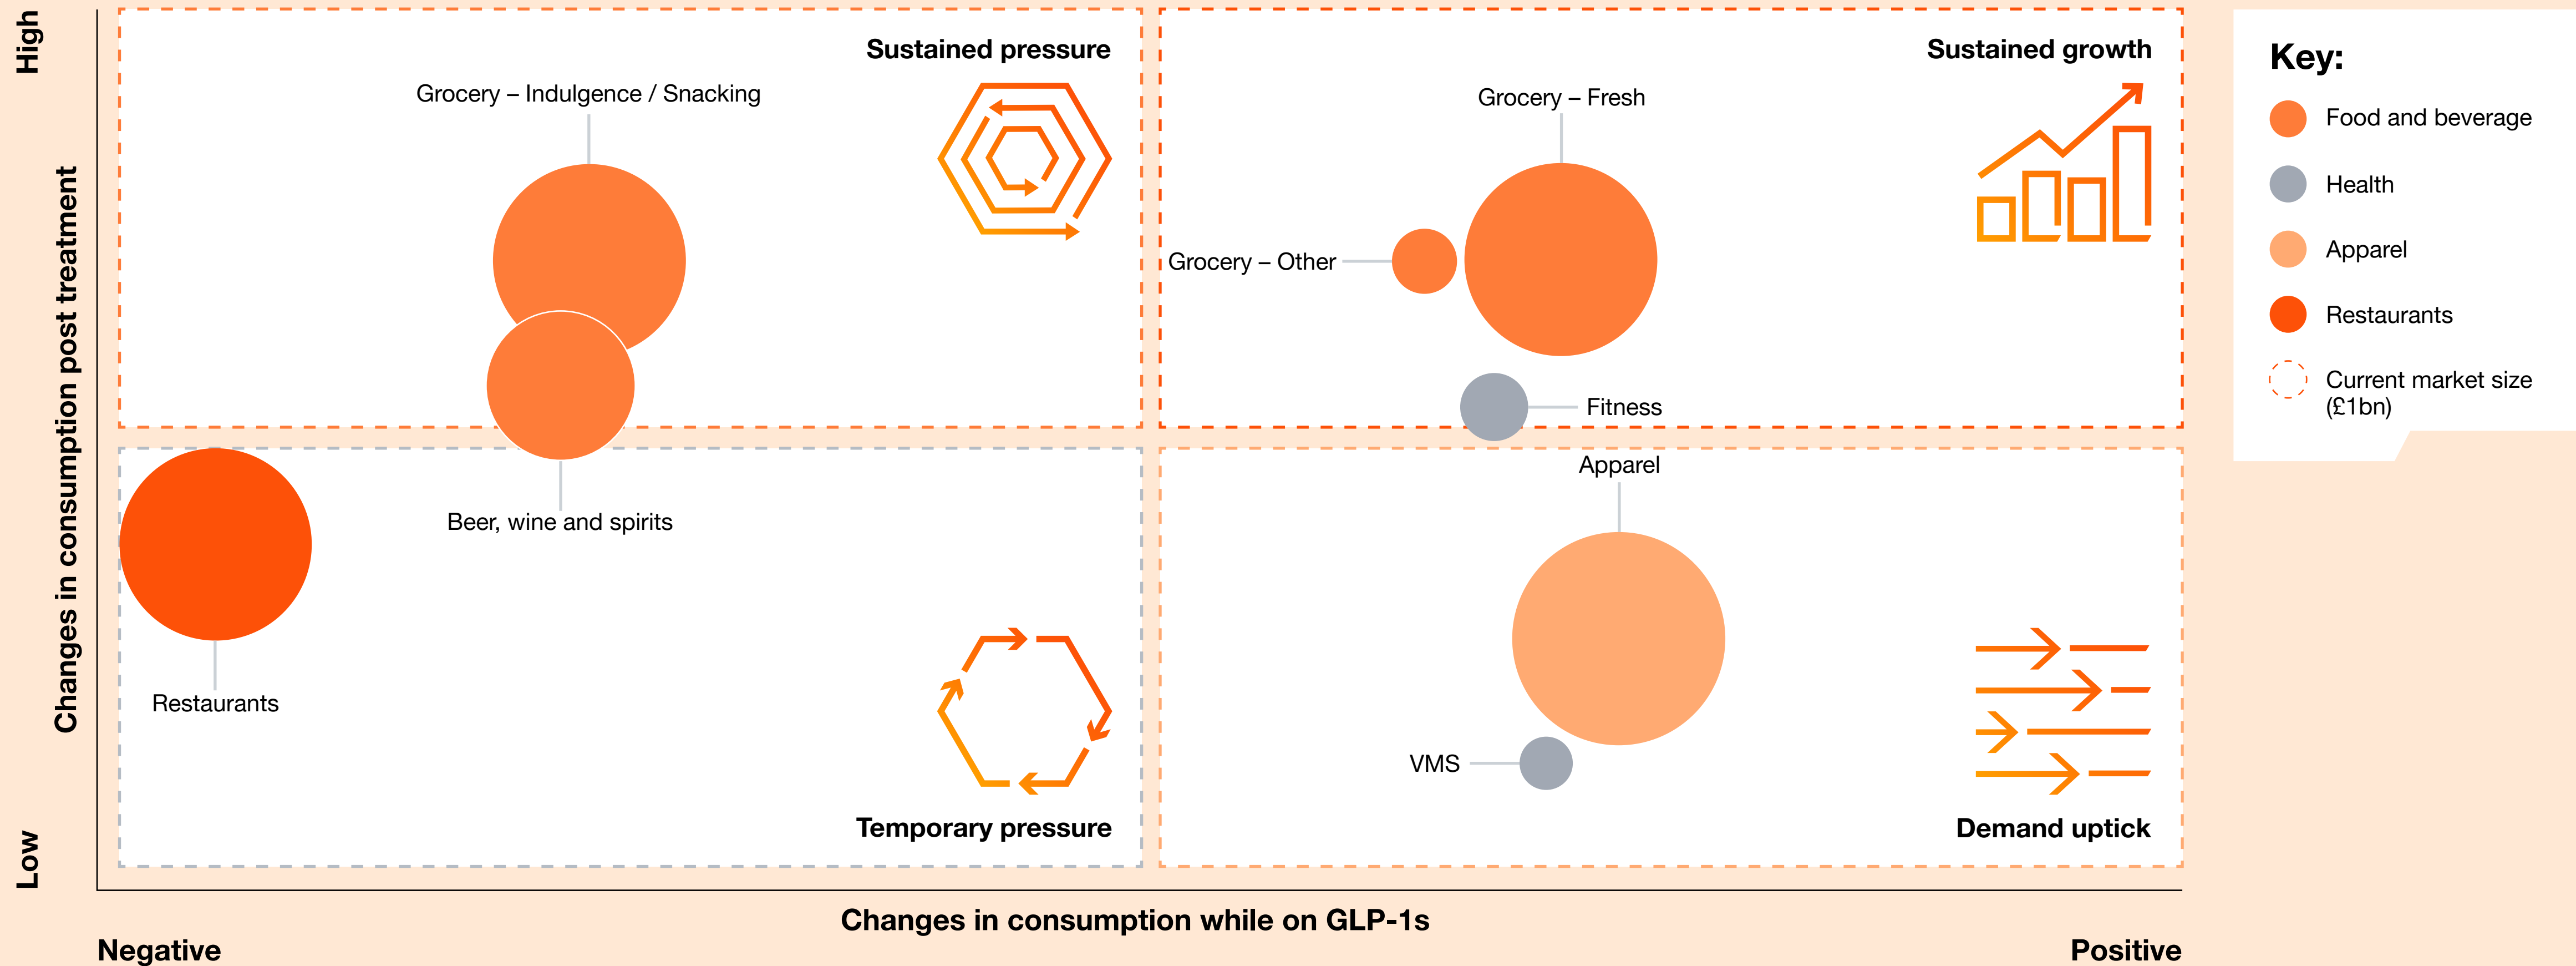 High
Changes in consumption post treatment
Low
Sustained pressure
Grocery – Indulgence / Snacking
Beer, wine and spirits
Sustained growth
Grocery – Fresh
Grocery – Other
Fitness
Restaurants
Temporary pressure
Apparel
VMS
Demand uptick
Changes in consumption while on GLP-1s
Negative
Positive
Key:
Food and beverage
Health
Apparel
Restaurants
Current market size
(£1bn)